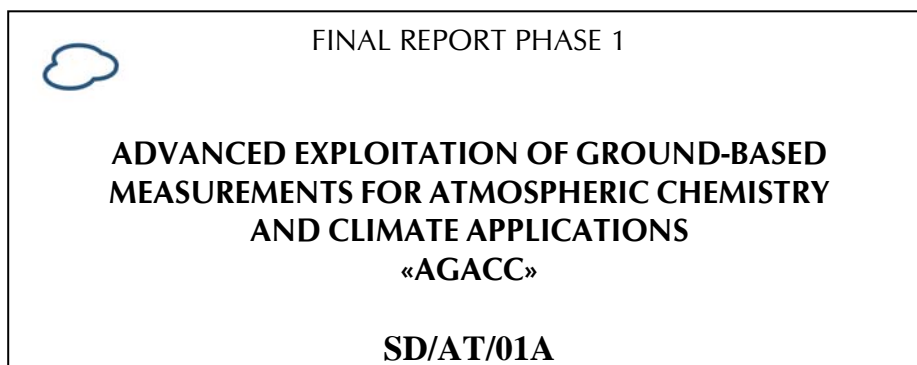 FINAL REPORT PHASE 1
ADVANCED EXPLOITATION OF GROUND-BASED
MEASUREMENTS FOR ATMOSPHERIC CHEMISTRY
AND CLIMATE APPLICATIONS
«AGACC»
SD/AT/01A